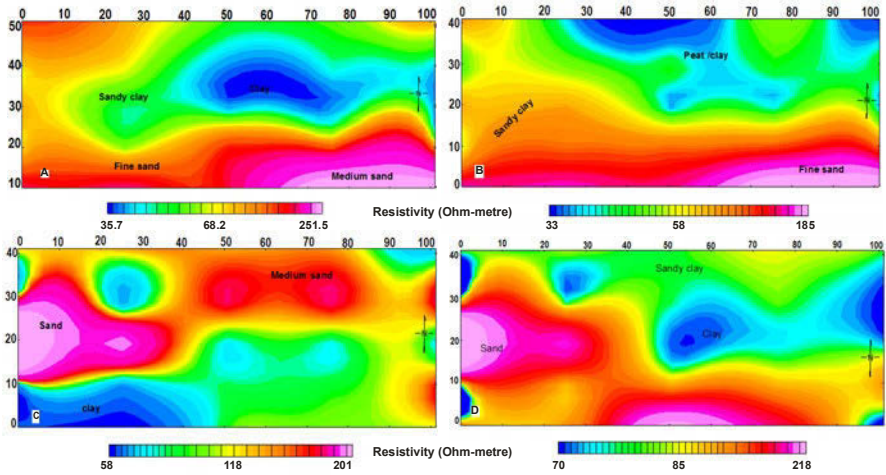 0 10 20 30 40 50 60 70 80 90 100
50
40
30
20
10
Sandy clay
Clay
N
Fine sand
A
Medium sand
0 10 20 30 40 50 60 70 80 90 100
40
30
20
10
0
Peat /clay
Sandy clay
N
B
Fine sand
35.7 68.2 251.5
Resistivity (Ohm-metre)
33 58 185
0 10 20 30 40 50 60 70 80 90 100
40
30
20
10
0
Medium sand
Sand
N
clay
C
0 10 20 30 40 50 60 70 80 90 100
40
30
20
10
0
Sandy clay
Clay
Sand
N
D
58 118 201
Resistivity (Ohm-metre)
70 85 218